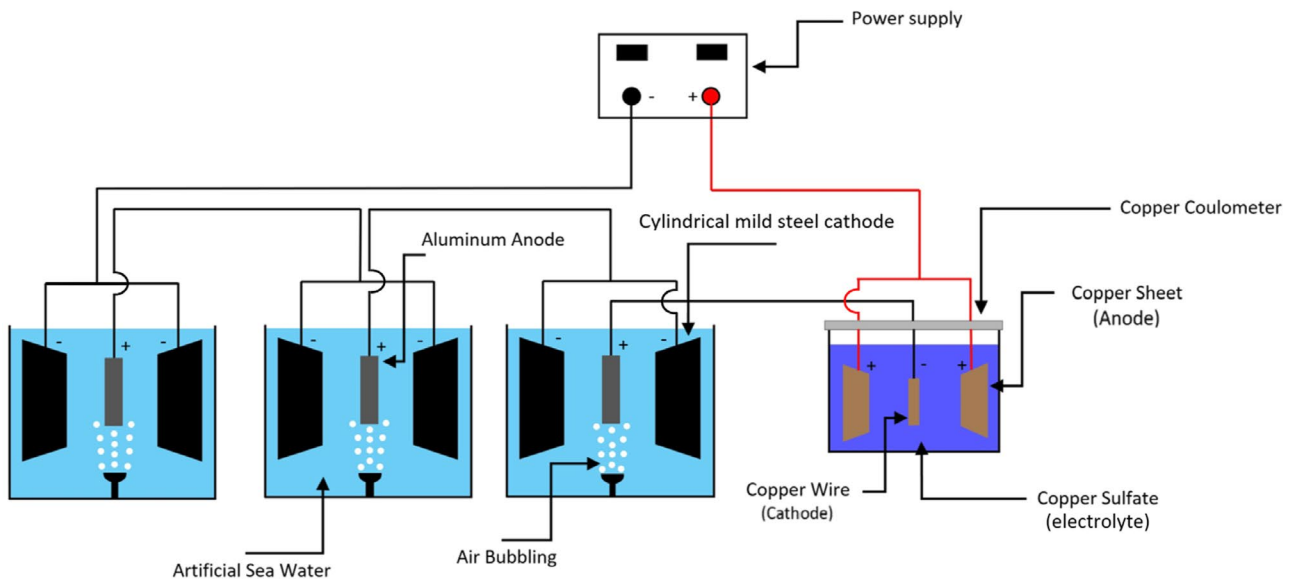 Power supply
- +
Copper Coulometer
Cylindrical mild steel cathode
Aluminum Anode
Copper Sheet
(Anode)
- + -
- + -
- + -
+ - +
Copper Wire
(Cathode)
Copper Sulfate
(electrolyte)
Air Bubbling
Artificial Sea Water